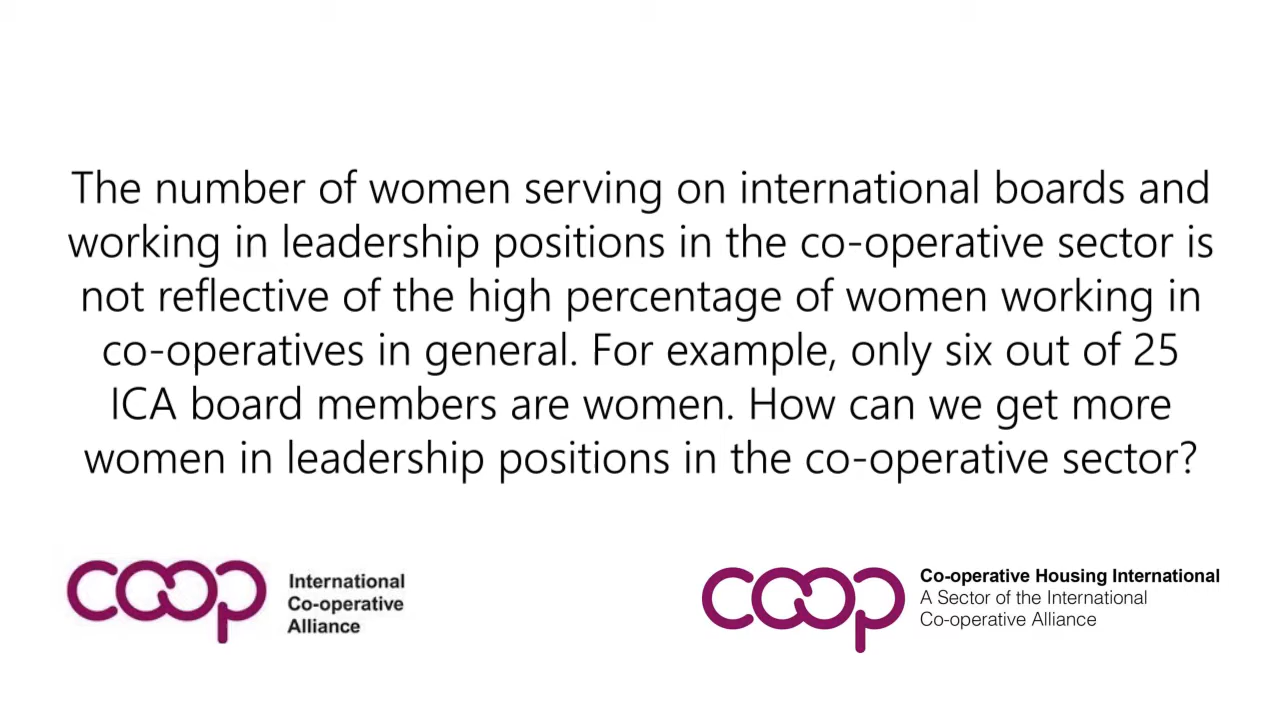 The number of women serving on international boards and
working in leadership positions in the co-operative sector is
not reflective of the high percentage of women working in
co-operatives in general. For example, only six out of 25
ICA board members are women. How can we get more
women in leadership positions in the co-operative sector?
coop
International
Co-operative
Alliance
coop
Co-operative Housing International
A Sector of the International
Co-operative Alliance